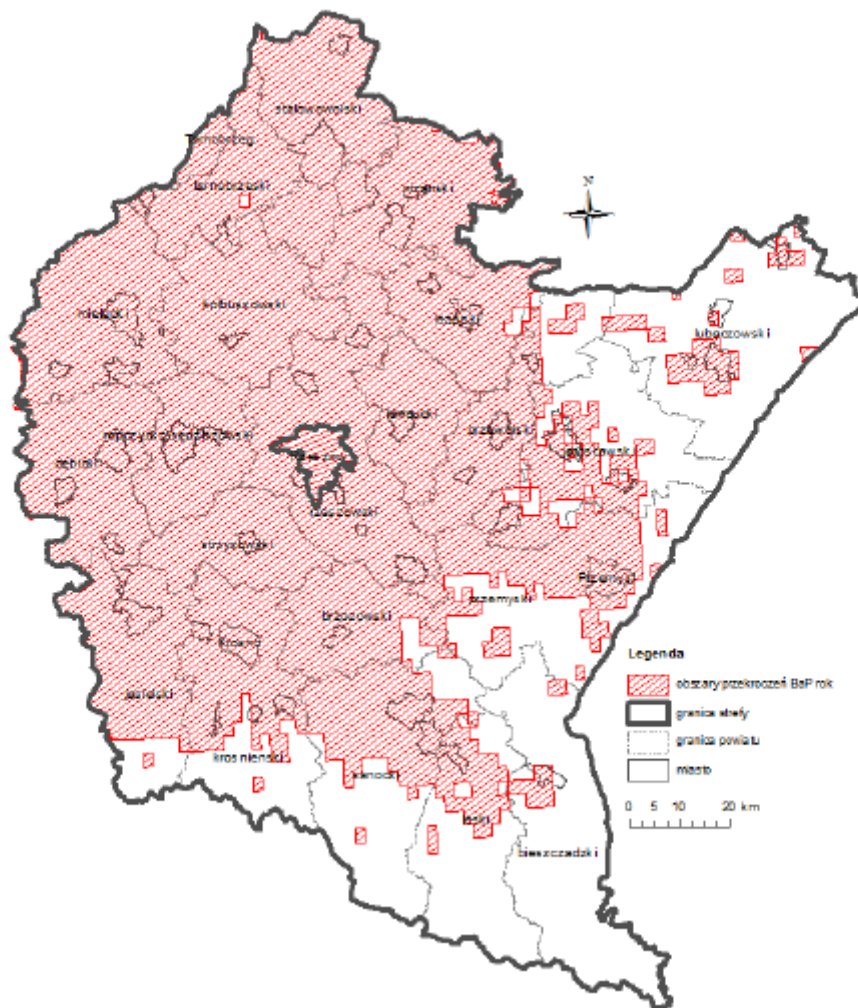 stalowowolski
Tarnobrzeg
tarnobrzeski
niżański
N
mielecki
kolbuszowski
leżajski
lubaczowski
łańcucki
przeworski
jarosławski
dębicki
rzeszowski
strzyżowski
Przemyśl
przemyski
brzozowski
Krosno
jasielski
krośnieński
sanocki
leski
bieszczadzki
Legenda
obszary przekroczeń BaP rok
granica strefy
granica powiatu
miasto
0 5 10 20 km